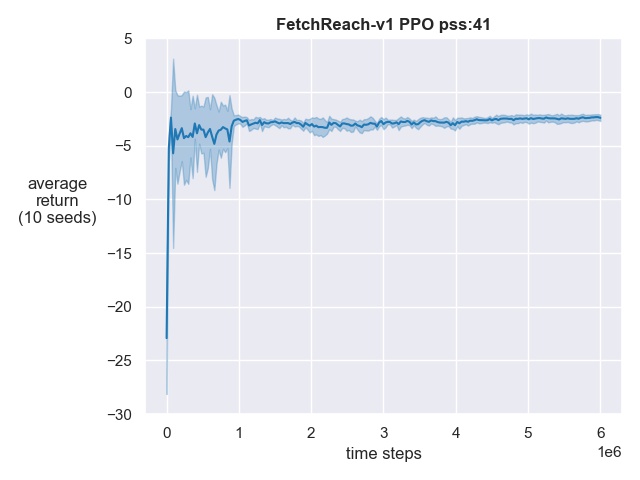 FetchReach-v1 PPO pss:41
5
0
−5
−10
−15
−20
−25
−30
average
return
(10 seeds)
0 1 2 3 4 5 6
1e6
time steps